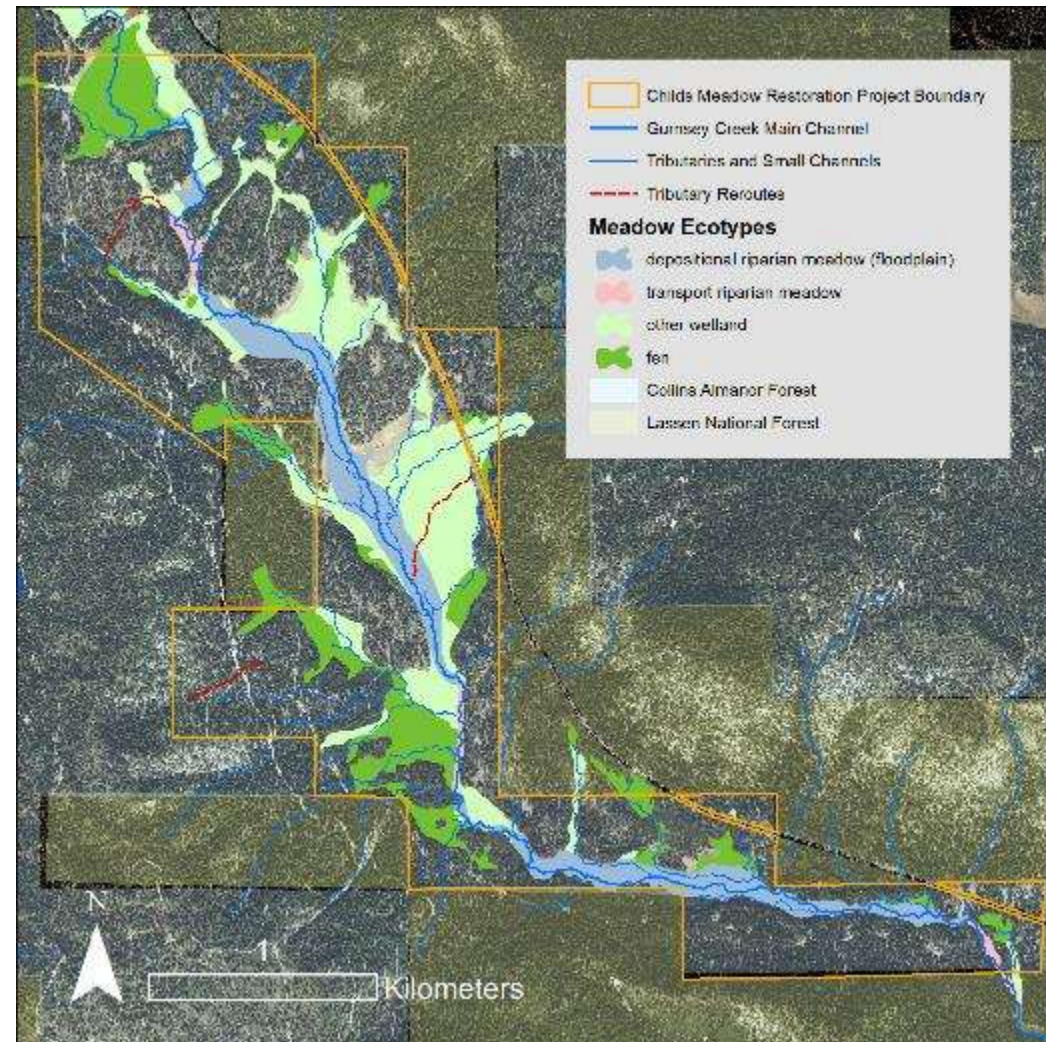 Childs Meadow Restoration Project Boundary
Gurnsey Creek Main Channel
Tributaries and Small Channels
Tributary Reroutes
Meadow Ecotypes
depositional riparian meadow (floodplain)
transport riparian meadow
other wetland
fen
Collins Almanor Forest
Lassen National Forest
N
1
Kilometers